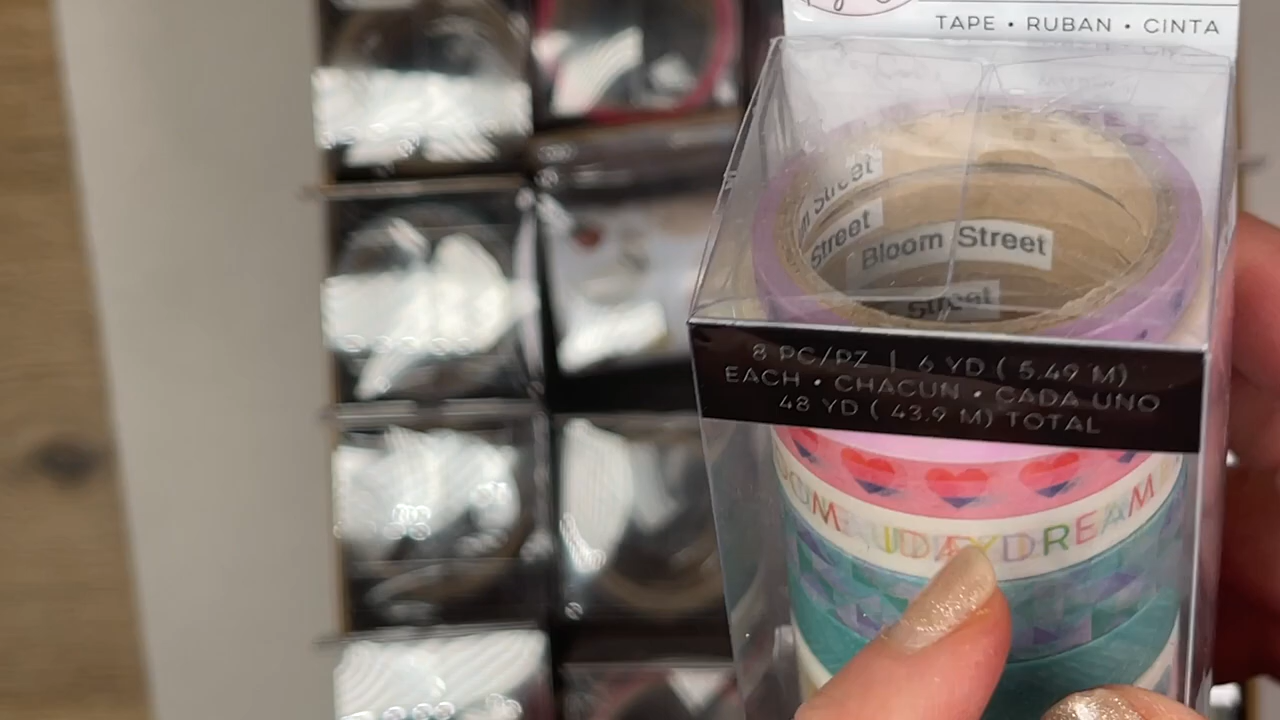 TAPE • RUBAN • CINTA
Street
Street
Bloom Street
Street
8 PC/PZ | 6 YD ( 5.49 M)
EACH • CHACUN • CADA UNO
48 YD ( 43.9 M) TOTAL
DAYDREAM